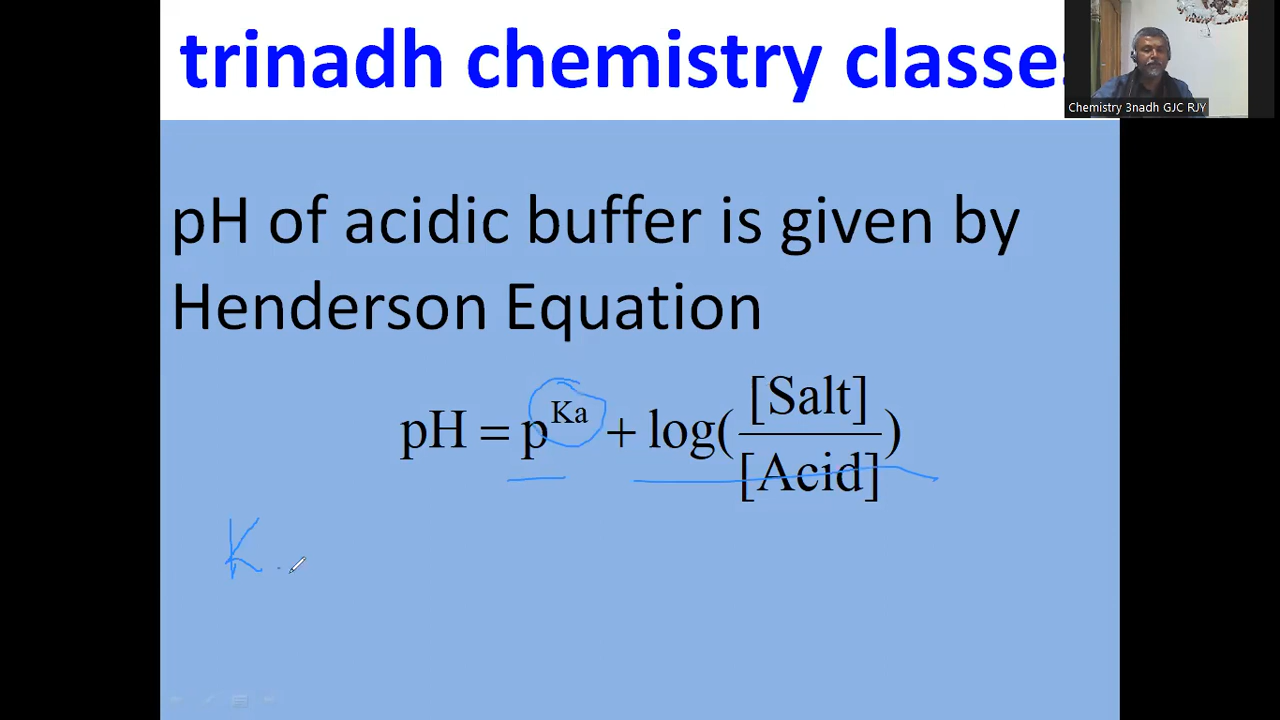 trinadh chemistry classes
Chemistry 3nadh GJC RJY
pH of acidic buffer is given by
Henderson Equation
pH = p^Ka + log([Salt]/[Acid])
K